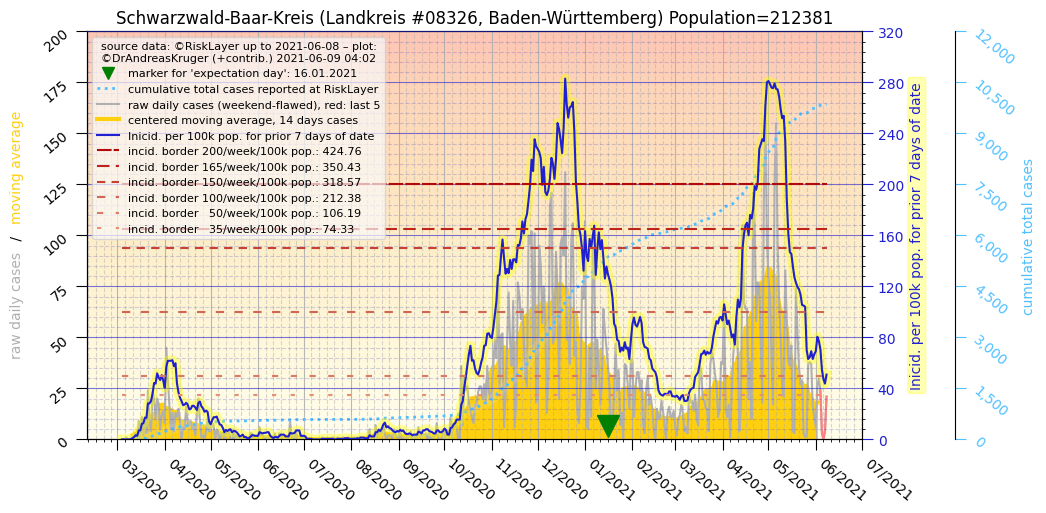 Schwarzwald-Baar-Kreis (Landkreis #08326, Baden-Württemberg) Population=212381
source data: ©RiskLayer up to 2021-06-08 – plot:
©DrAndreasKruger (+contrib.) 2021-06-09 04:02
marker for 'expectation day': 16.01.2021
cumulative total cases reported at RiskLayer
raw daily cases (weekend-flawed), red: last 5
centered moving average, 14 days cases
Inicid. per 100k pop. for prior 7 days of date
incid. border 200/week/100k pop.: 424.76
incid. border 165/week/100k pop.: 350.43
incid. border 150/week/100k pop.: 318.57
incid. border 100/week/100k pop.: 212.38
incid. border 50/week/100k pop.: 106.19
incid. border 35/week/100k pop.: 74.33
raw daily cases / moving average
200
175
150
125
100
75
50
25
0
320
280
240
200
160
120
80
40
0
Inicid. per 100k pop. for prior 7 days of date
12,000
10,500
9,000
7,500
6,000
4,500
3,000
1,500
0
cumulative total cases
03/2020
04/2020
05/2020
06/2020
07/2020
08/2020
09/2020
10/2020
11/2020
12/2020
01/2021
02/2021
03/2021
04/2021
05/2021
06/2021
07/2021